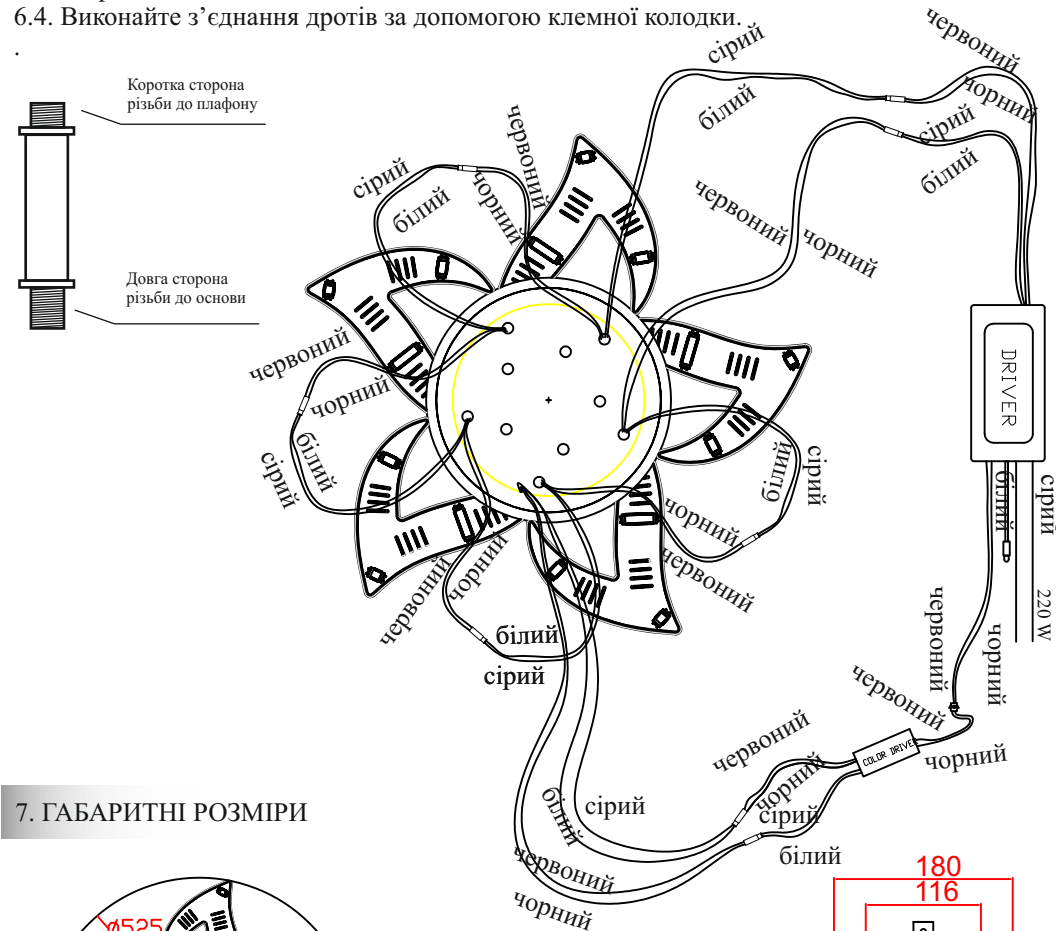 6.4. Виконайте з’єднання дротів за допомогою клемної колодки.
.
Коротка сторона
різьби до плафону
Довга сторона
різьби до основи
сірий
білий
червоний
чорний
сірий
білий
червоний
чорний
сірий
білий
червоний
чорний
червоний
чорний
сірий
білий
червоний
чорний
білий
сірий
білий
сірий
чорний
червоний
DRIVER
білий
сірий
220 W
червоний
чорний
червоний
чорний
COLOR DRIVE
червоний
чорний
сірий
білий
сірий
білий
червоний
чорний
7. ГАБАРИТНІ РОЗМІРИ
Ø525
180
116